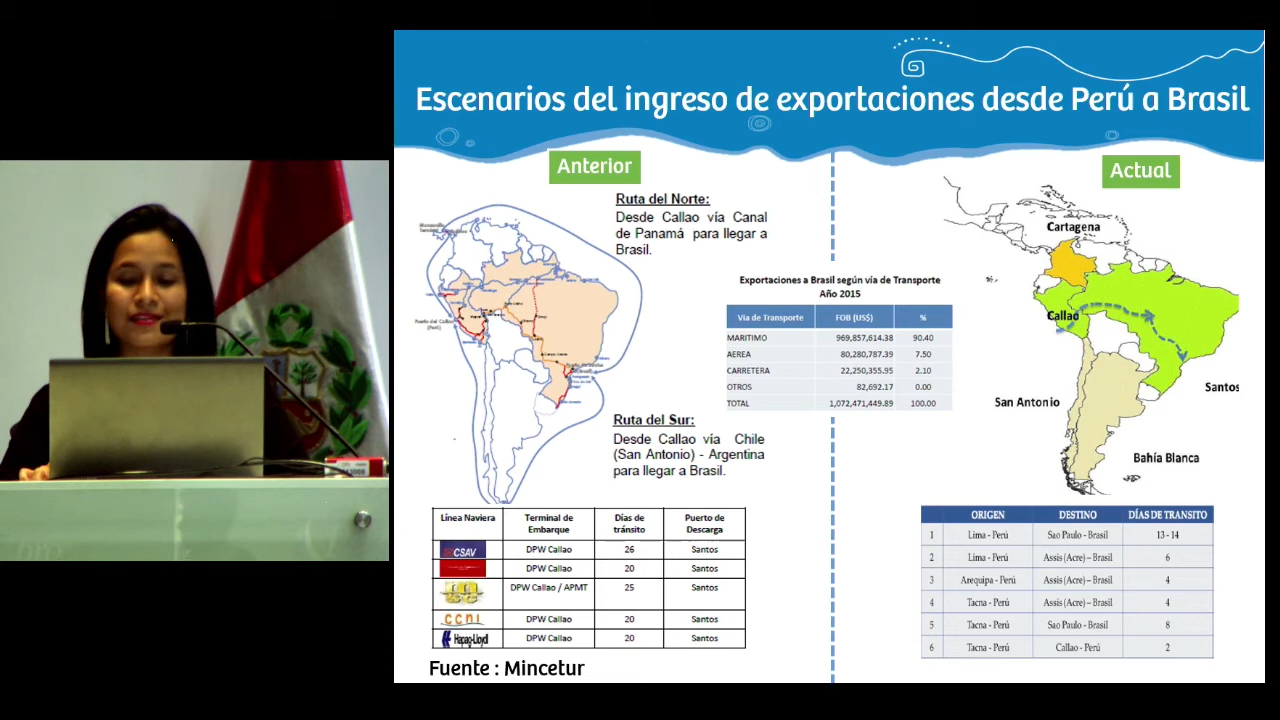 Escenarios del ingreso de exportaciones desde Perú a Brasil
Anterior
Ruta del Norte:
Desde Callao vía Canal
de Panamá para llegar a
Brasil.
Ruta del Sur:
Desde Callao vía Chile
(San Antonio) - Argentina
para llegar a Brasil.
Línea Naviera Terminal de Embarque Días de tránsito Puerto de Descarga
CSAV DPW Callao 26 Santos
DPW Callao 20 Santos
DPW Callao / APMT 25 Santos
ccni DPW Callao 20 Santos
Hapag-Lloyd DPW Callao 20 Santos
Fuente : Mincetur
Exportaciones a Brasil según vía de Transporte
Año 2015
Vía de Transporte FOB (US$) %
MARITIMO 969,857,614.38 90.40
AEREA 80,280,787.39 7.50
CARRETERA 22,250,355.95 2.10
OTROS 82,692.17 0.00
TOTAL 1,072,471,449.89 100.00
Actual
Cartagena
Callao
Santos
San Antonio
Bahía Blanca
ORIGEN DESTINO DÍAS DE TRANSITO
1 Lima - Perú Sao Paulo - Brasil 13 - 14
2 Lima - Perú Assis (Acre) – Brasil 6
3 Arequipa - Perú Assis (Acre) – Brasil 4
4 Tacna - Perú Assis (Acre) – Brasil 4
5 Tacna - Perú Sao Paulo - Brasil 8
6 Tacna - Perú Callao - Perú 2